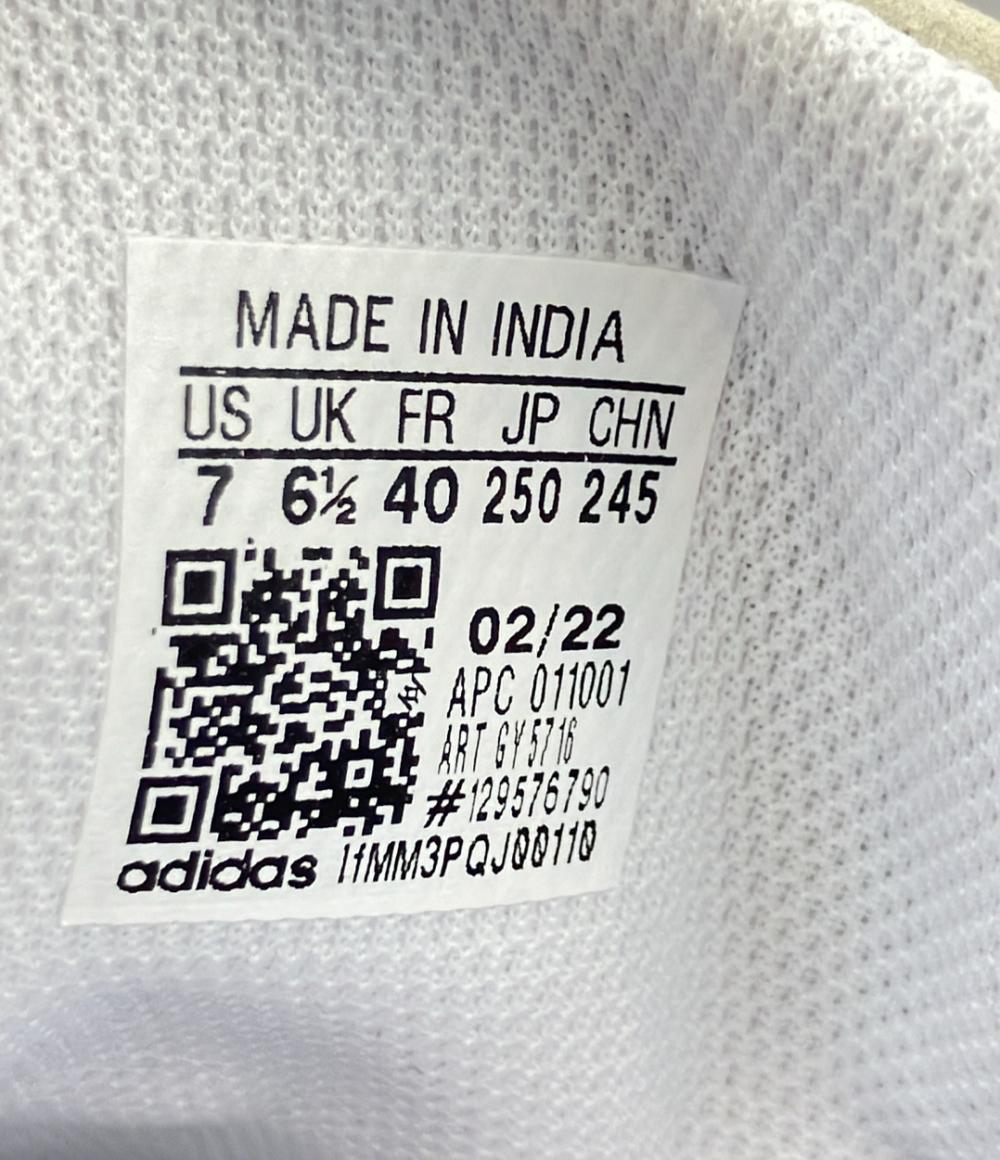 MADE IN INDIA
US UK FR JP CHN
7 6½ 40 250 245
02/22
APC 011001
ART GY5716
#129576790
adidas 1fMM3PQJ00110